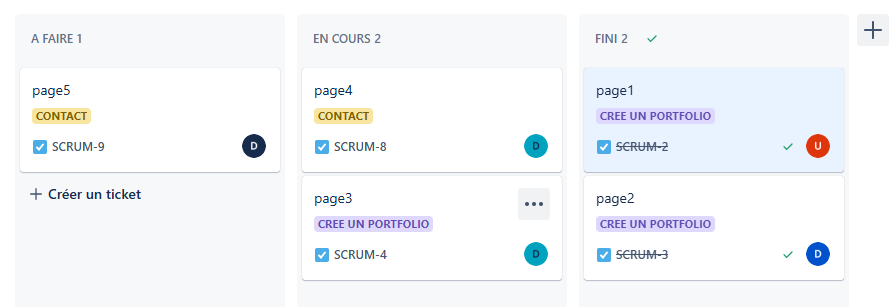 A FAIRE 1
page5
CONTACT
SCRUM-9
D
Créer un ticket
EN COURS 2
page4
CONTACT
SCRUM-8
D
page3
CREE UN PORTFOLIO
SCRUM-4
D
FINI 2
page1
CREE UN PORTFOLIO
SCRUM-2
U
page2
CREE UN PORTFOLIO
SCRUM-3
D